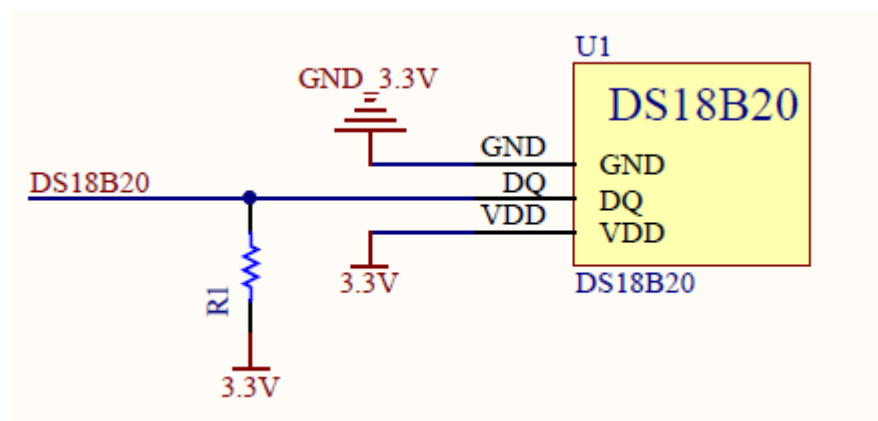 U1
GND_3.3V
DS18B20
GND
GND
DS18B20
DQ
DQ
VDD
VDD
3.3V
DS18B20
R1
3.3V